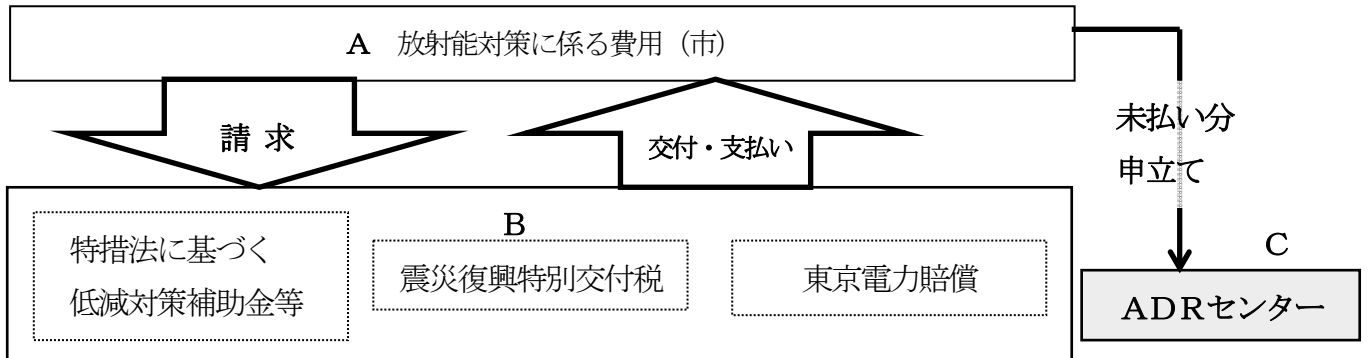 A 放射能対策に係る費用（市）
請 求
交付・支払い
未払い分
申立て
B
C
特措法に基づく
低減対策補助金等
震災復興特別交付税
東京電力賠償
ADRセンター